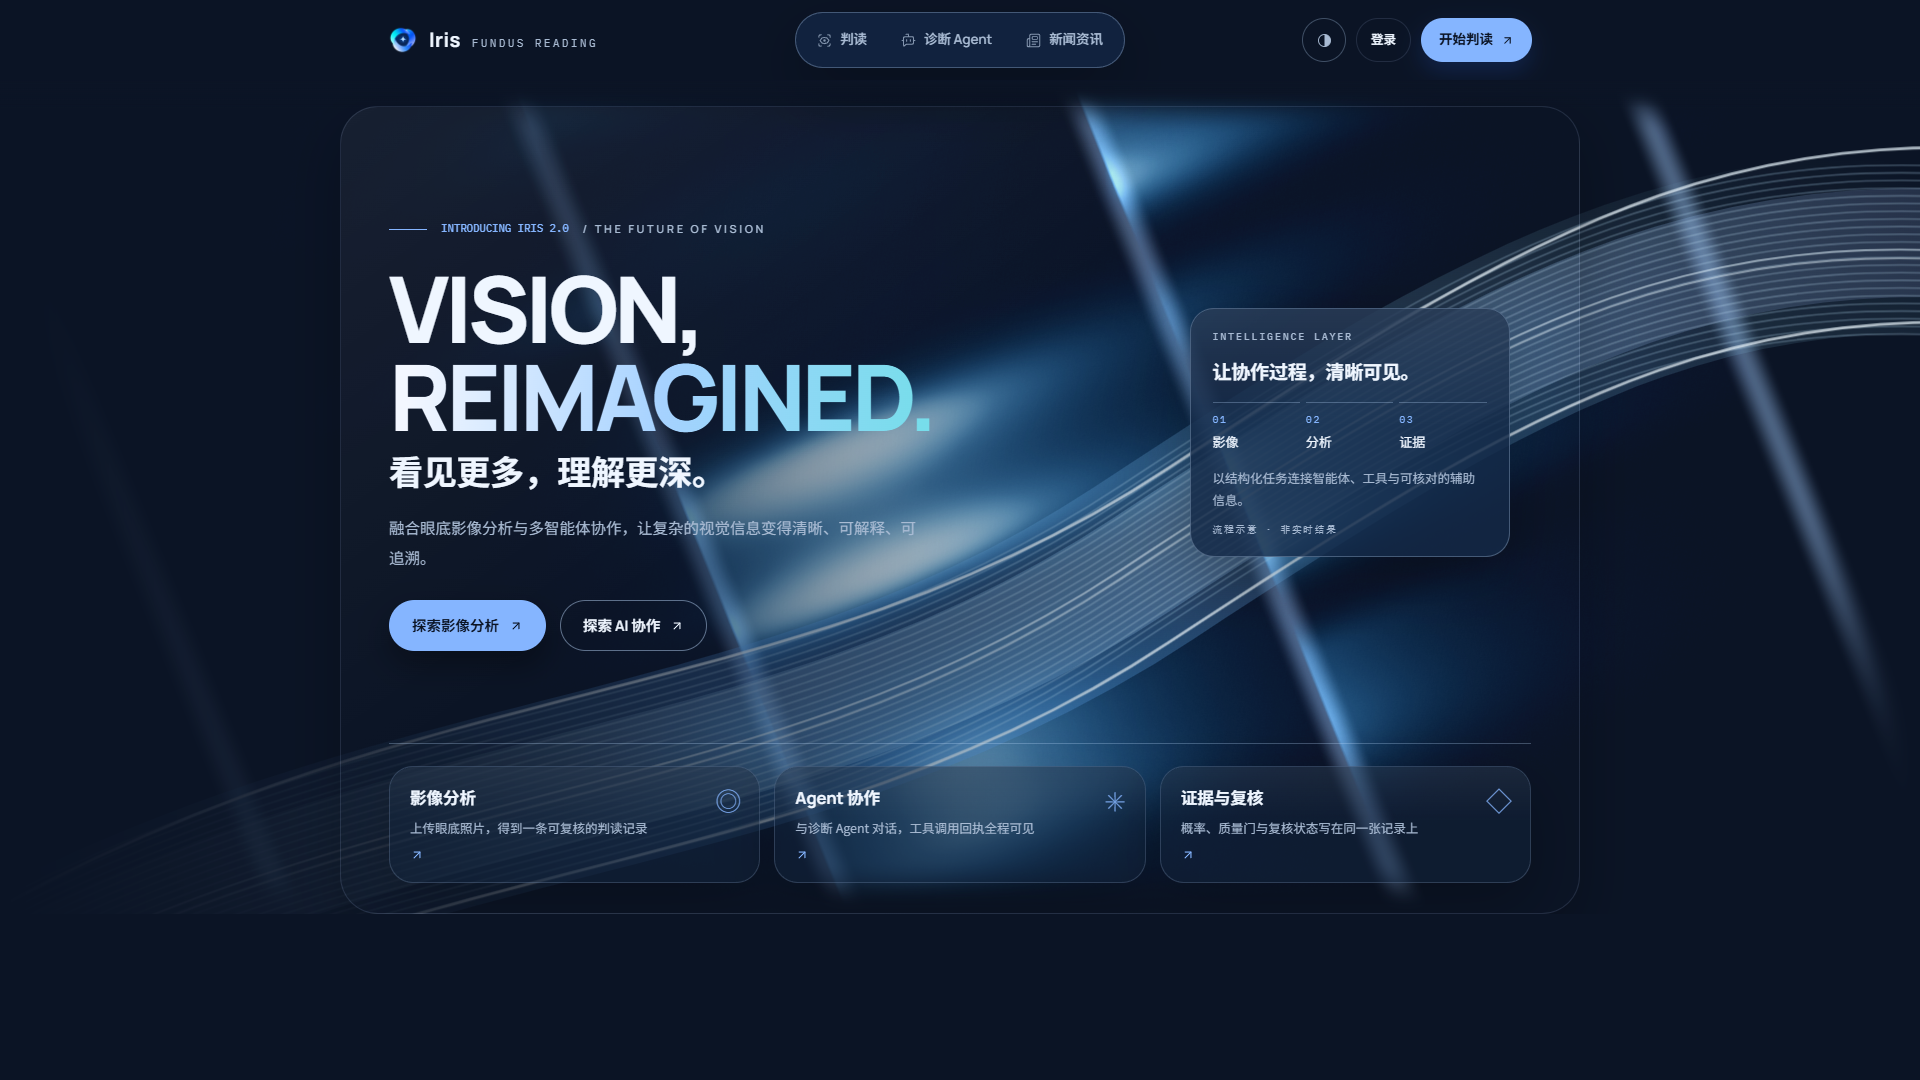 Iris FUNDUS READING
判读
诊断 Agent
新闻资讯
登录
开始判读
INTRODUCING IRIS 2.0 / THE FUTURE OF VISION
VISION,
REIMAGINED.
看见更多，理解更深。
融合眼底影像分析与多智能体协作，让复杂的视觉信息变得清晰、可解释、可
追溯。
探索影像分析
探索 AI 协作
INTELLIGENCE LAYER
让协作过程，清晰可见。
01 02 03
影像 分析 证据
以结构化任务连接智能体、工具与可核对的辅助
信息。
流程示意 · 非实时结果
影像分析
上传眼底照片，得到一条可复核的判读记录
Agent 协作
与诊断 Agent 对话，工具调用回执全程可见
证据与复核
概率、质量门与复核状态写在同一张记录上